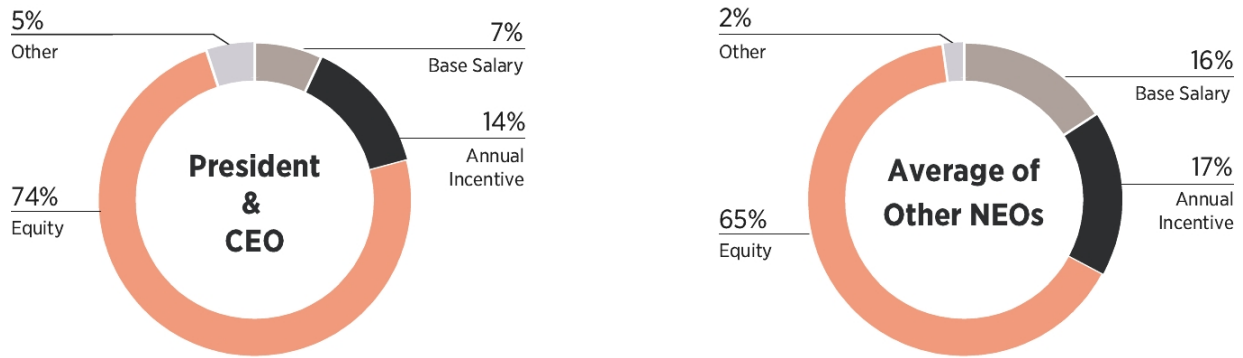 5%
Other
7%
Base Salary
14%
Annual
Incentive
74%
Equity
President
&
CEO
2%
Other
16%
Base Salary
17%
Annual
Incentive
65%
Equity
Average of
Other NEOs